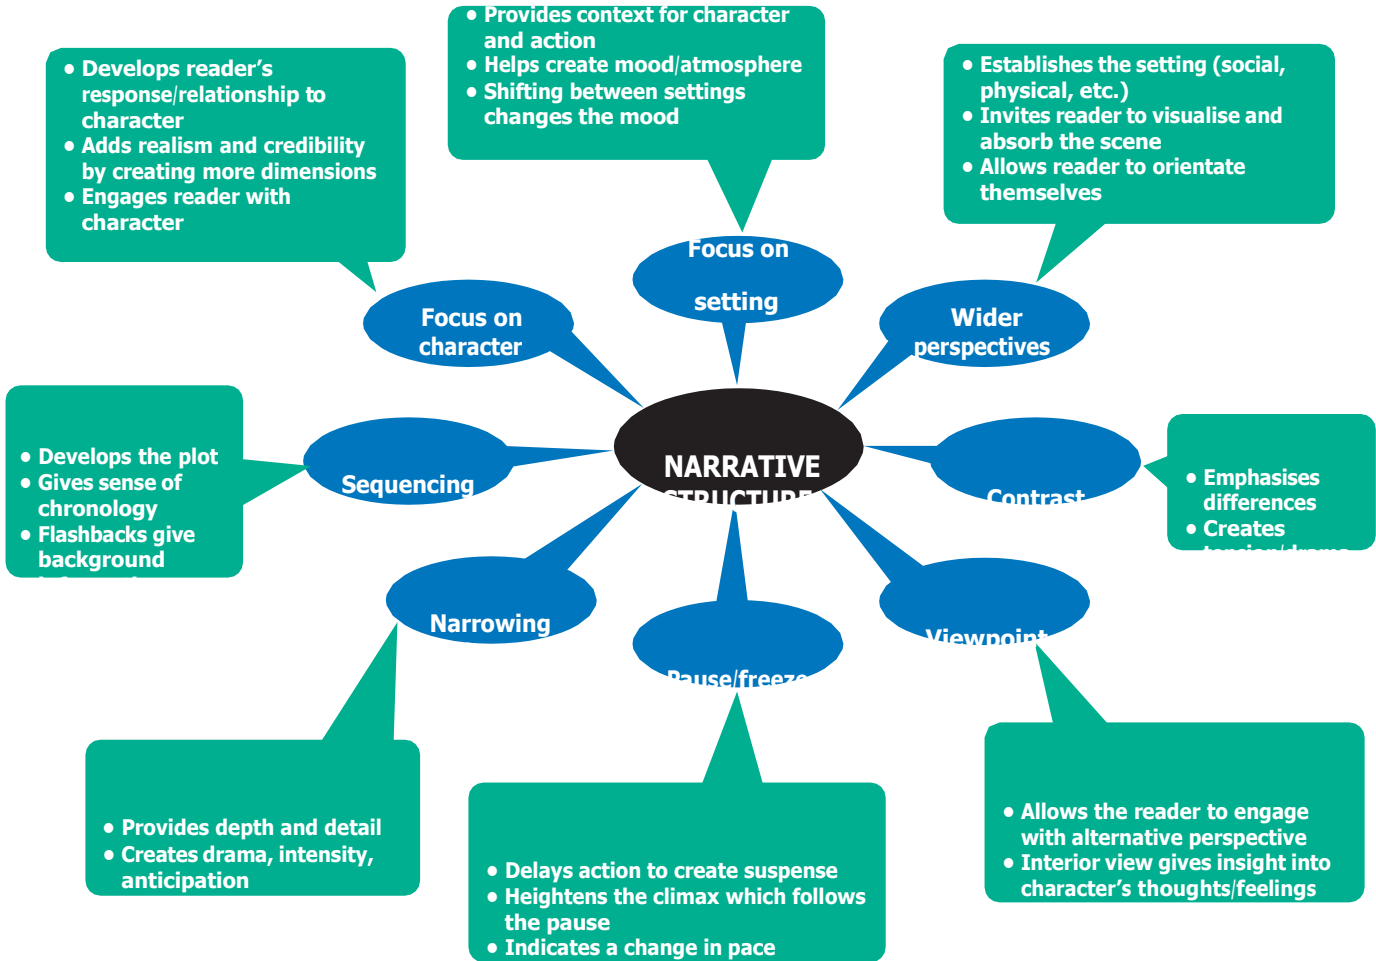 • Provides context for character
and action
• Helps create mood/atmosphere
• Shifting between settings
changes the mood
• Develops reader’s
response/relationship to
character
• Adds realism and credibility
by creating more dimensions
• Engages reader with
character
• Establishes the setting (social,
physical, etc.)
• Invites reader to visualise and
absorb the scene
• Allows reader to orientate
themselves
Focus on
setting
Focus on
character
Wider
perspectives
NARRATIVE
STRUCTURE
• Develops the plot
• Gives sense of
chronology
• Flashbacks give
background
Sequencing
Contrast
• Emphasises
differences
• Creates
tension/drama
Narrowing
Pause/freeze
Viewpoint
• Provides depth and detail
• Creates drama, intensity,
anticipation
• Delays action to create suspense
• Heightens the climax which follows
the pause
• Indicates a change in pace
• Allows the reader to engage
with alternative perspective
• Interior view gives insight into
character’s thoughts/feelings